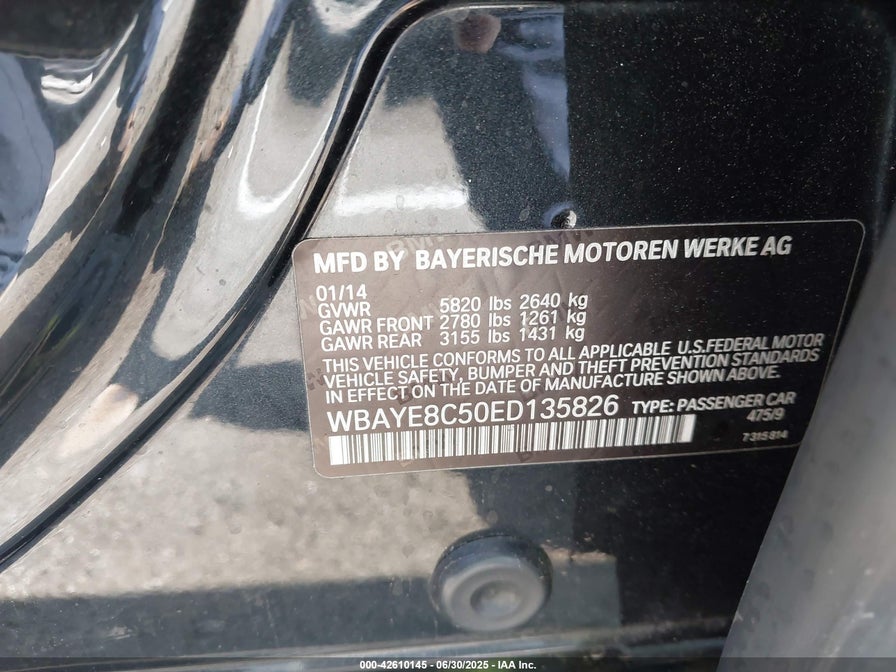 MFD BY BAYERISCHE MOTOREN WERKE AG
01/14
GVWR 5820 lbs 2640 kg
GAWR FRONT 2780 lbs 1261 kg
GAWR REAR 3155 lbs 1431 kg
THIS VEHICLE CONFORMS TO ALL APPLICABLE U.S.FEDERAL MOTOR
VEHICLE SAFETY, BUMPER AND THEFT PREVENTION STANDARDS
IN EFFECT ON THE DATE OF MANUFACTURE SHOWN ABOVE.
WBAYE8C50ED135826 TYPE: PASSENGER CAR
475/9
7315814
000-42610145 - 06/30/2025 - IAA Inc.